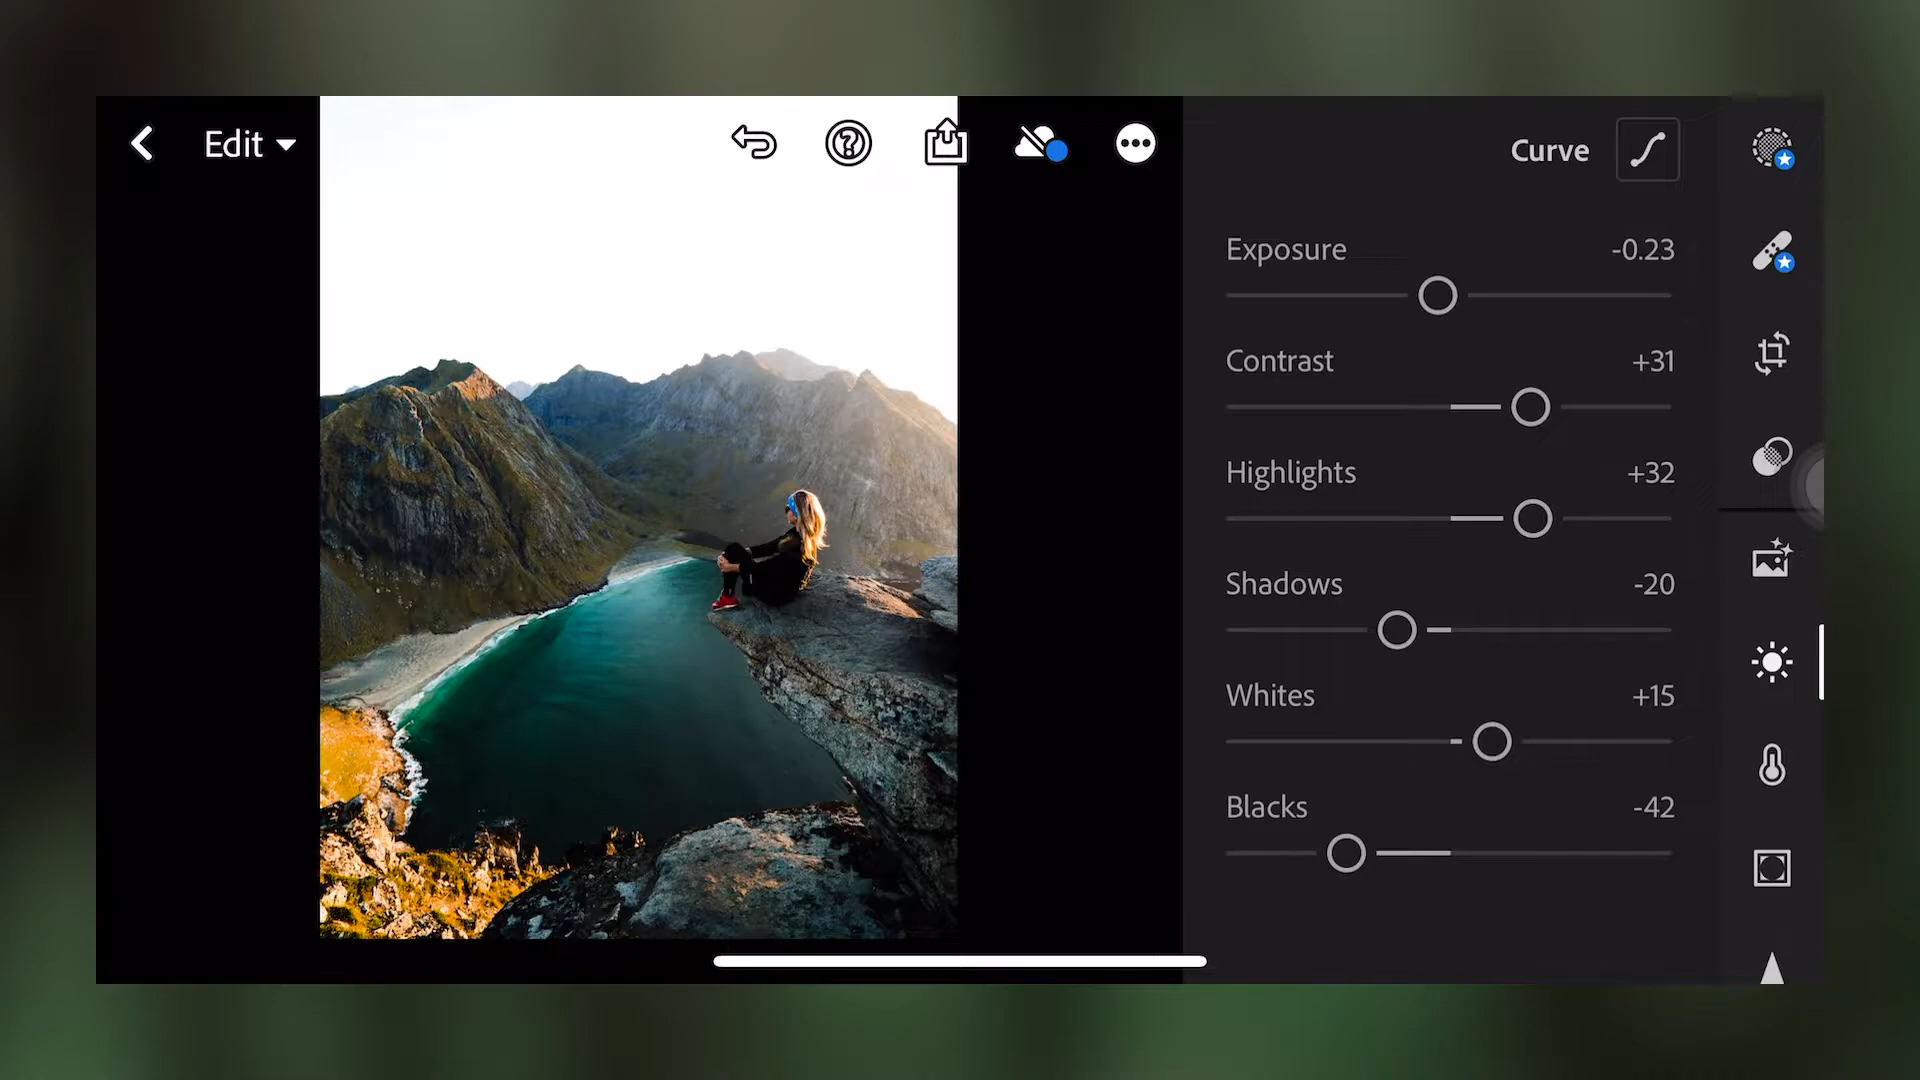 Edit
Curve
Exposure -0.23
Contrast +31
Highlights +32
Shadows -20
Whites +15
Blacks -42